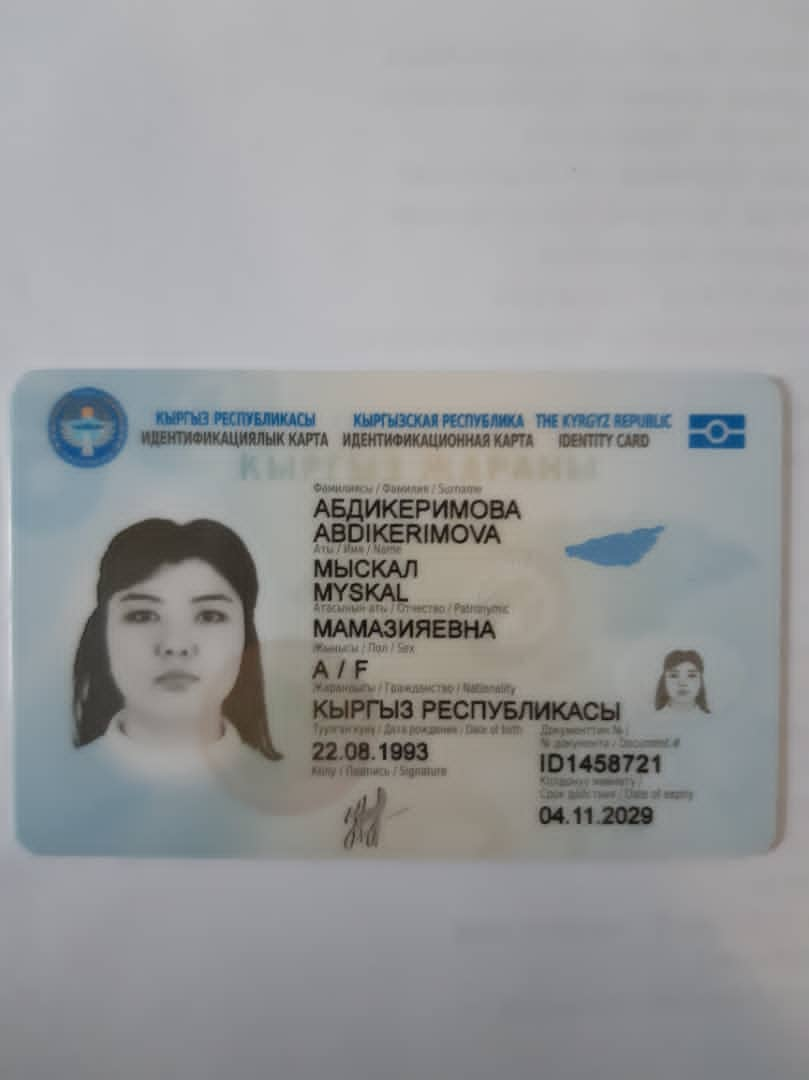 КЫРГЫЗ РЕСПУБЛИКАСЫ КЫРГЫЗСКАЯ РЕСПУБЛИКА THE KYRGYZ REPUBLIC
ИДЕНТИФИКАЦИЯЛЫК КАРТА ИДЕНТИФИКАЦИОННАЯ КАРТА IDENTITY CARD
КЫРГЫЗ ЖАРАНЫ
Фамилиясы / Фамилия / Surname
АБДИКЕРИМОВА
ABDIKERIMOVA
Аты / Имя / Name
МЫСКАЛ
MYSKAL
Атасынын аты / Отчество / Patronymic
МАМАЗИЯЕВНА
Жынысы / Пол / Sex
А / F
Жарандыгы / Гражданство / Nationality
КЫРГЫЗ РЕСПУБЛИКАСЫ
Туулган күнү / Дата рождения / Date of birth
22.08.1993
Колу / Подпись / Signature
Документтин № /
№ документа / Document #
ID1458721
Колдонуу мөөнөтү /
Срок действия / Date of expiry
04.11.2029